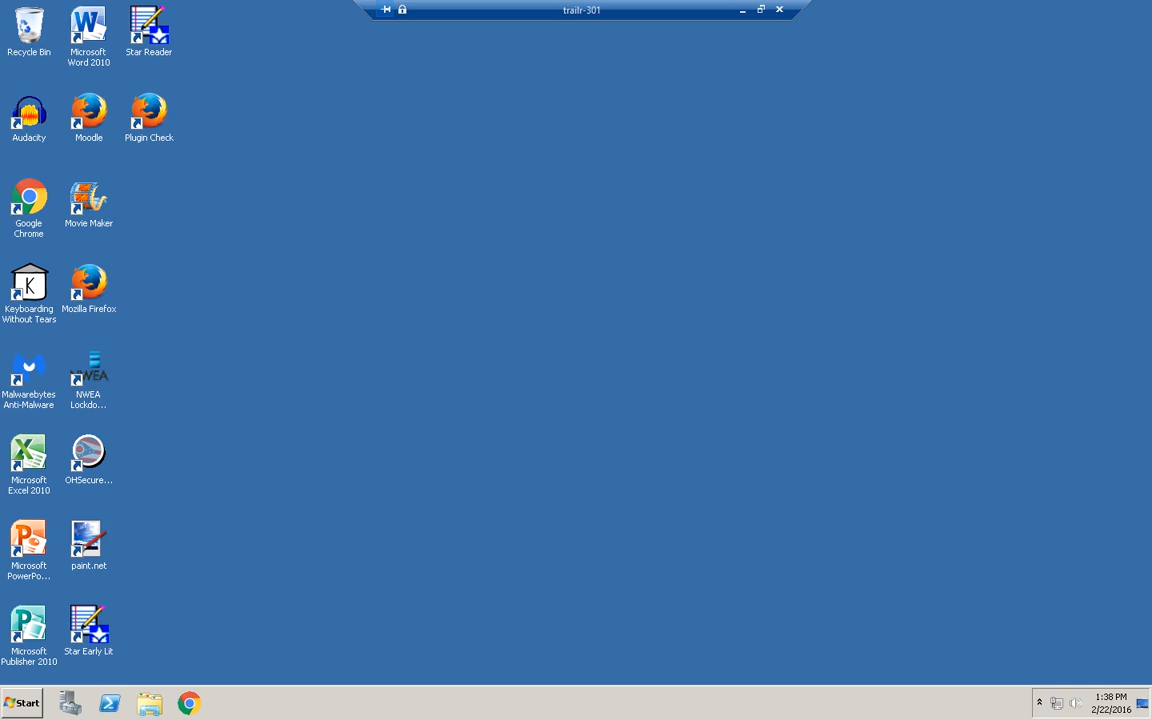 trailr-301
Recycle Bin
Microsoft
Word 2010
Star Reader
Audacity
Moodle
Plugin Check
Google
Chrome
Movie Maker
K
Keyboarding
Without Tears
Mozilla Firefox
Malwarebytes
Anti-Malware
NWEA
NWEA
Lockdo...
Microsoft
Excel 2010
OHSecure...
Microsoft
PowerPo...
paint.net
Microsoft
Publisher 2010
Star Early Lit
Start
1:38 PM
2/22/2016